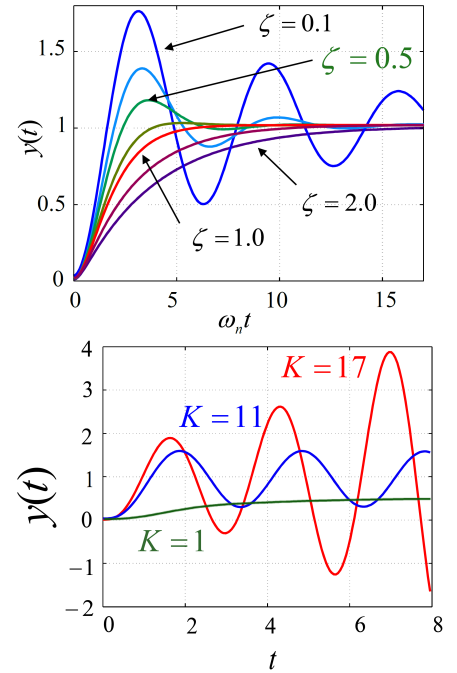 ζ = 0.1
ζ = 0.5
ζ = 1.0
ζ = 2.0
y(t)
1.5
1
0.5
0
0 5 10 15
ωₙt
K = 17
K = 11
K = 1
y(t)
4
3
2
1
0
−1
−2
0 2 4 6 8
t